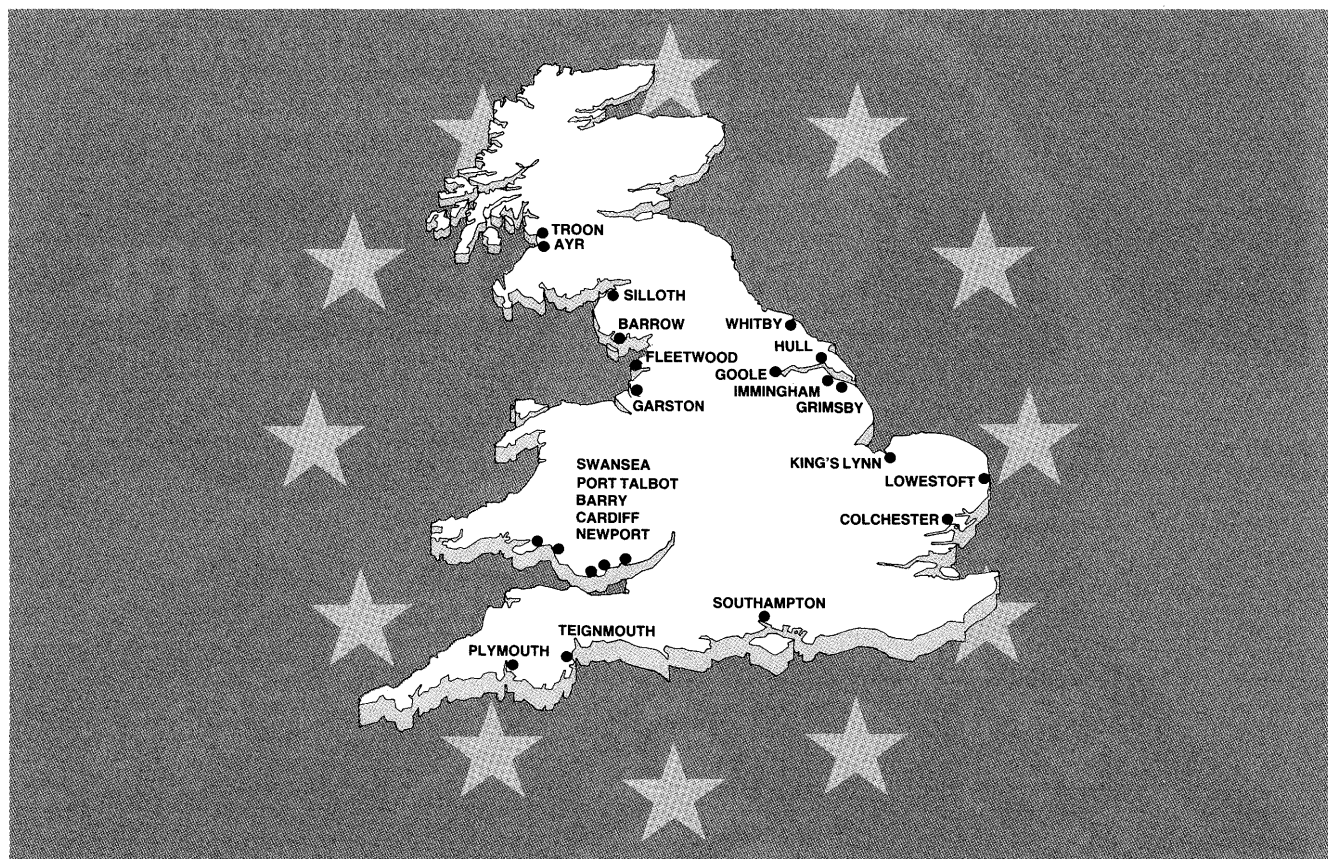 TROON
AYR
SILLOTH
BARROW
WHITBY
HULL
FLEETWOOD
GOOLE
IMMINGHAM
GARSTON
GRIMSBY
KING'S LYNN
SWANSEA
PORT TALBOT
BARRY
CARDIFF
NEWPORT
LOWESTOFT
COLCHESTER
SOUTHAMPTON
TEIGNMOUTH
PLYMOUTH